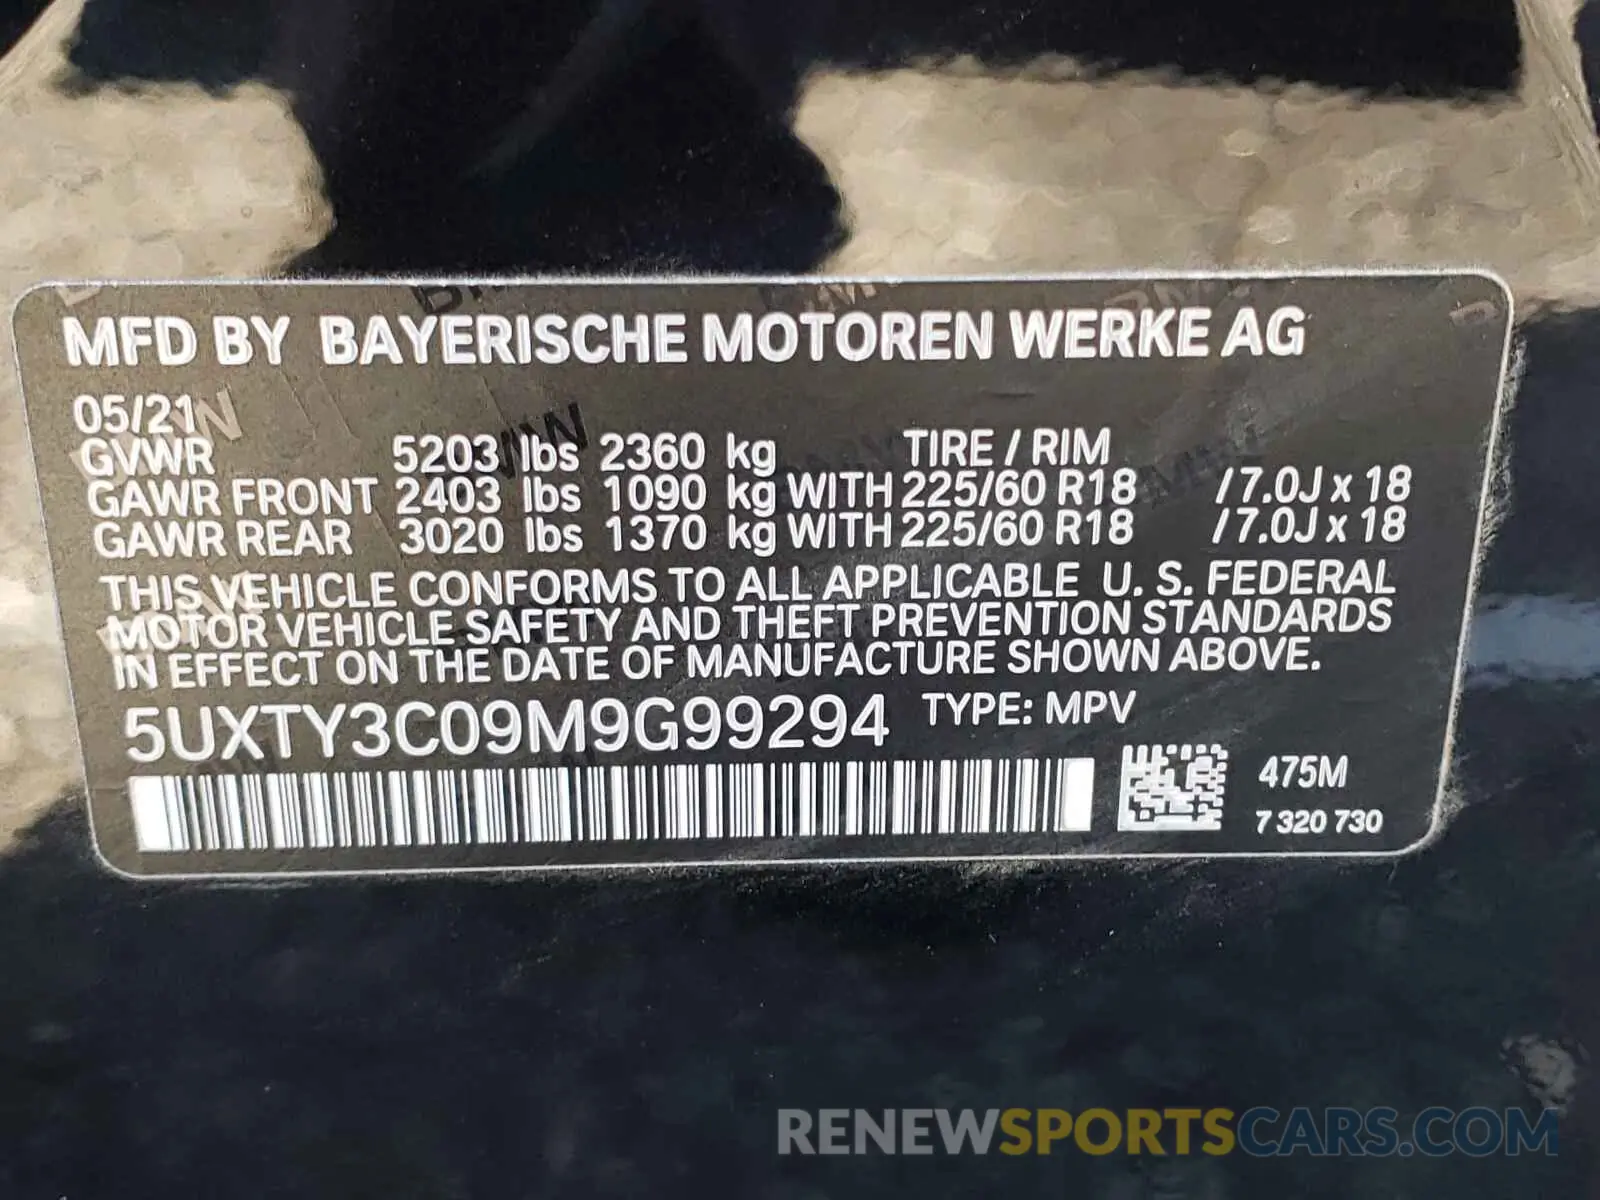 MFD BY BAYERISCHE MOTOREN WERKE AG
05/21
GVWR 5203 lbs 2360 kg TIRE / RIM
GAWR FRONT 2403 lbs 1090 kg WITH 225/60 R18 / 7.0J x 18
GAWR REAR 3020 lbs 1370 kg WITH 225/60 R18 / 7.0J x 18
THIS VEHICLE CONFORMS TO ALL APPLICABLE U. S. FEDERAL
MOTOR VEHICLE SAFETY AND THEFT PREVENTION STANDARDS
IN EFFECT ON THE DATE OF MANUFACTURE SHOWN ABOVE.
5UXTY3C09M9G99294 TYPE: MPV
475M
7 320 730
RENEWSPORTSCARS.COM